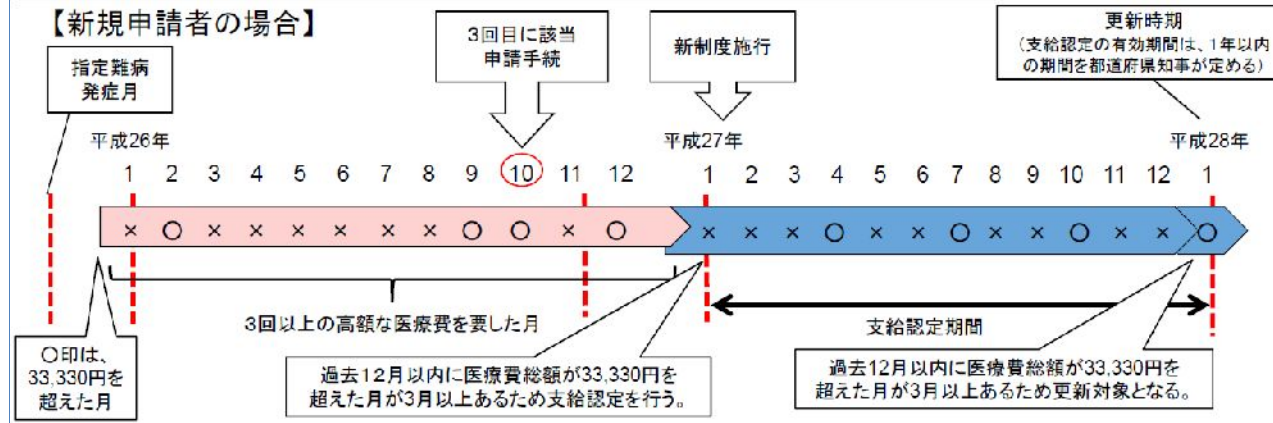 【新規申請者の場合】
指定難病
発症月
3回目に該当
申請手続
新制度施行
更新時期
(支給認定の有効期間は、1年以内
の期間を都道府県知事が定める)
平成26年
平成27年
平成28年
1 2 3 4 5 6 7 8 9 10 11 12 1 2 3 4 5 6 7 8 9 10 11 12 1
× ○ × × × × × × ○ ○ × ○ × × × ○ × × ○ × × ○ × × ○
3回以上の高額な医療費を要した月
支給認定期間
○印は、
33,330円を
超えた月
過去12月以内に医療費総額が33,330円を
超えた月が3月以上あるため支給認定を行う。
過去12月以内に医療費総額が33,330円を
超えた月が3月以上あるため更新対象となる。